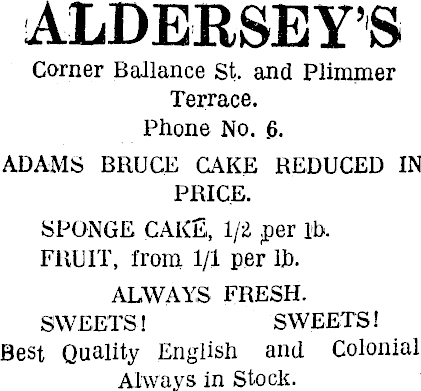 ALDERSEY'S
Corner Ballance St. and Plimmer
Terrace.
Phone No. 6.
ADAMS BRUCE CAKE REDUCED IN
PRICE.
SPONGE CAKE, 1/2 per lb.
FRUIT, from 1/1 per lb.
ALWAYS FRESH.
SWEETS! SWEETS!
Best Quality English and Colonial
Always in Stock.